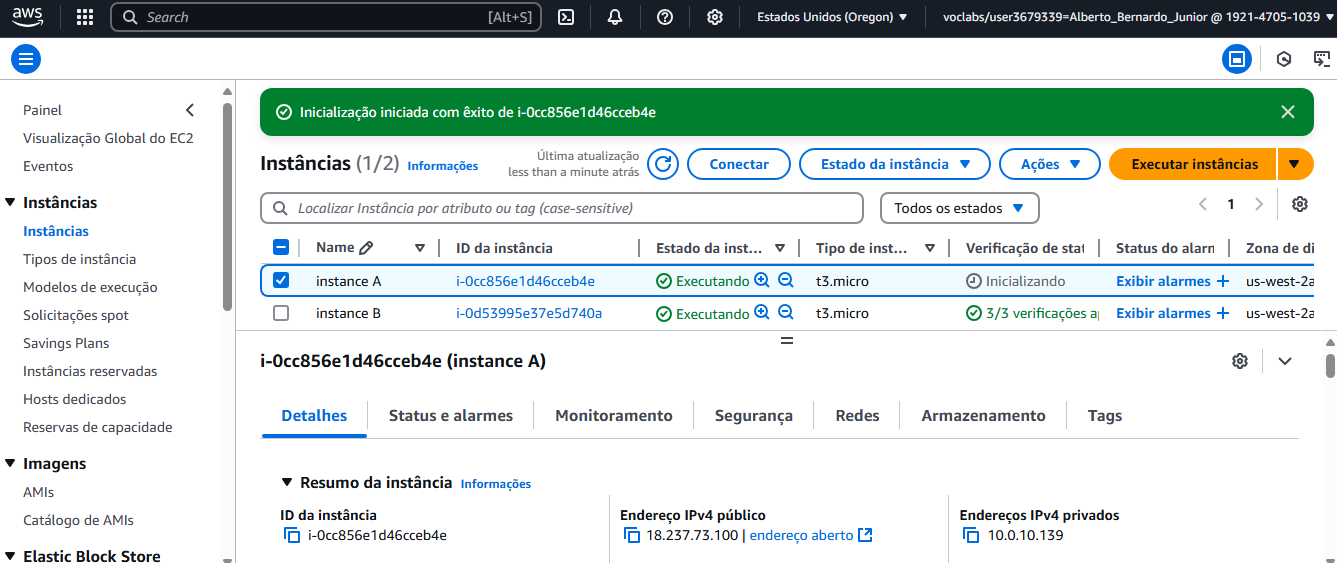 aws
Search [Alt+S]
Estados Unidos (Oregon)
voclabs/user3679339=Alberto_Bernardo_Junior @ 1921-4705-1039
Painel
Visualização Global do EC2
Eventos
Instâncias
Instâncias
Tipos de instância
Modelos de execução
Solicitações spot
Savings Plans
Instâncias reservadas
Hosts dedicados
Reservas de capacidade
Imagens
AMIs
Catálogo de AMIs
Elastic Block Store
Inicialização iniciada com êxito de i-0cc856e1d46cceb4e
Instâncias (1/2) Informações
Última atualização
less than a minute atrás
Conectar
Estado da instância
Ações
Executar instâncias
Localizar Instância por atributo ou tag (case-sensitive)
Todos os estados
1
Name ID da instância Estado da inst... Tipo de inst... Verificação de stat Status do alarn Zona de di
instance A i-0cc856e1d46cceb4e Executando t3.micro Inicializando Exibir alarmes us-west-2a
instance B i-0d53995e37e5d740a Executando t3.micro 3/3 verificações a Exibir alarmes us-west-2a
i-0cc856e1d46cceb4e (instance A)
Detalhes Status e alarmes Monitoramento Segurança Redes Armazenamento Tags
Resumo da instância Informações
ID da instância
i-0cc856e1d46cceb4e
Endereço IPv4 público
18.237.73.100 | endereço aberto
Endereços IPv4 privados
10.0.10.139